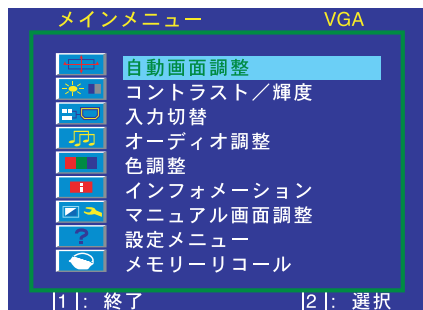 メインメニュー VGA
自動画面調整
コントラスト／輝度
入力切替
オーディオ調整
色調整
インフォメーション
マニュアル画面調整
設定メニュー
メモリーリコール
|1|: 終了 |2|: 選択